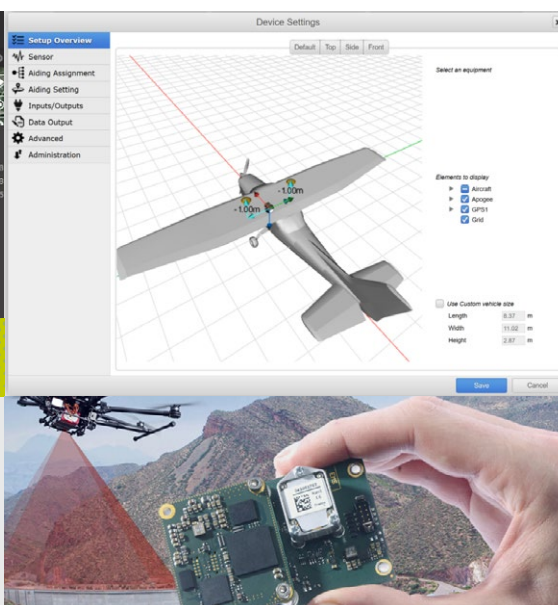 Device Settings
Setup Overview
Sensor
Aiding Assignment
Aiding Setting
Inputs/Outputs
Data Output
Advanced
Administration
Default Top Side Front
-1.00m
-1.00m
Select an equipment
Elements to display
Aircraft
Apogee
GPS1
Grid
Use Custom vehicle size
Length 8.37 m
Width 11.02 m
Height 2.87 m
Save Cancel